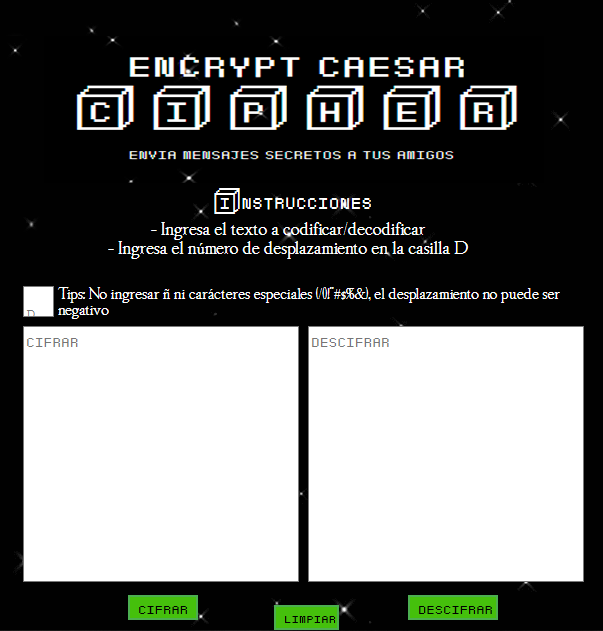 ENCRYPT CAESAR
CIPHER
ENVIA MENSAJES SECRETOS A TUS AMIGOS
INSTRUCCIONES
- Ingresa el texto a codificar/decodificar
- Ingresa el número de desplazamiento en la casilla D
D
Tips: No ingresar ñ ni carácteres especiales (/()!"#$%&), el desplazamiento no puede ser
negativo
CIFRAR
DESCIFRAR
CIFRAR
LIMPIAR
DESCIFRAR